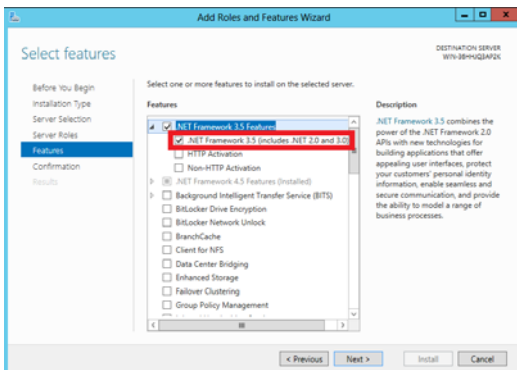 Add Roles and Features Wizard
Select features
DESTINATION SERVER
Before You Begin
Installation Type
Server Selection
Server Roles
Features
Confirmation
Results
Select one or more features to install on the selected server.
Features
.NET Framework 3.5 Features
.NET Framework 3.5 (includes .NET 2.0 and 3.0)
HTTP Activation
Non-HTTP Activation
.NET Framework 4.5 Features (Installed)
Background Intelligent Transfer Service (BITS)
BitLocker Drive Encryption
BitLocker Network Unlock
BranchCache
Client for NFS
Data Center Bridging
Enhanced Storage
Failover Clustering
Group Policy Management
Description
.NET Framework 3.5 combines the
power of the .NET Framework 2.0
APIs with new technologies for
building applications that offer
appealing user interfaces, protect
your customers' personal identity
information, enable seamless and
secure communication, and provide
the ability to model a range of
business processes.
< Previous
Next >
Install
Cancel